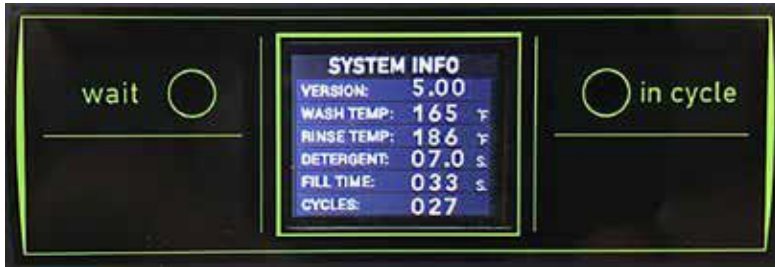 wait
SYSTEM INFO
VERSION: 5.00
WASH TEMP: 165 °F
RINSE TEMP: 186 °F
DETERGENT: 07.0 S.
FILL TIME: 033 S.
CYCLES: 027
in cycle